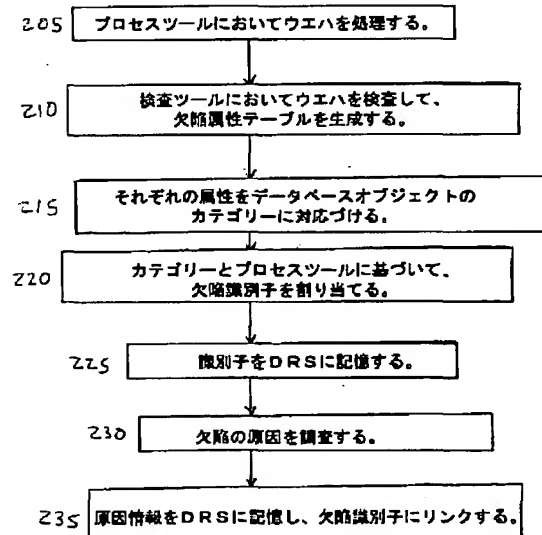 205 プロセスツールにおいてウエハを処理する。
210 検査ツールにおいてウエハを検査して、
欠陥属性テーブルを生成する。
215 それぞれの属性をデータベースオブジェクトの
カテゴリーに対応づける。
220 カテゴリーとプロセスツールに基づいて、
欠陥識別子を割り当てる。
225 識別子をDRSに記憶する。
230 欠陥の原因を調査する。
235 原因情報をDRSに記憶し、欠陥識別子にリンクする。